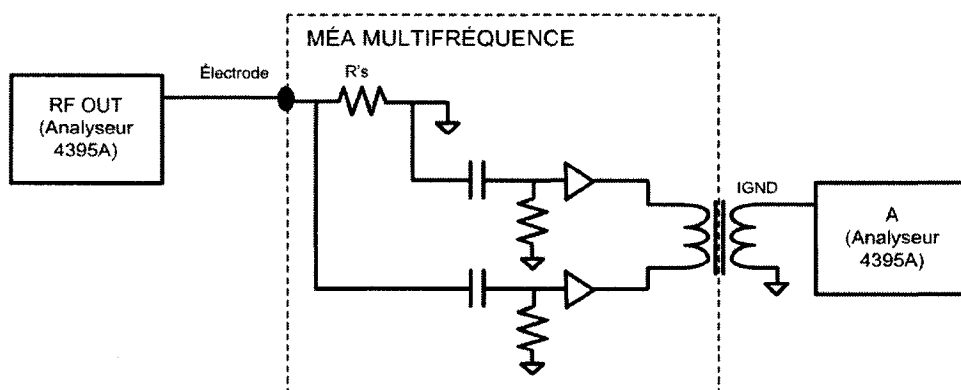 MÉA MULTIFRÉQUENCE
Électrode
R's
RF OUT
(Analyseur
4395A)
IGND
A
(Analyseur
4395A)